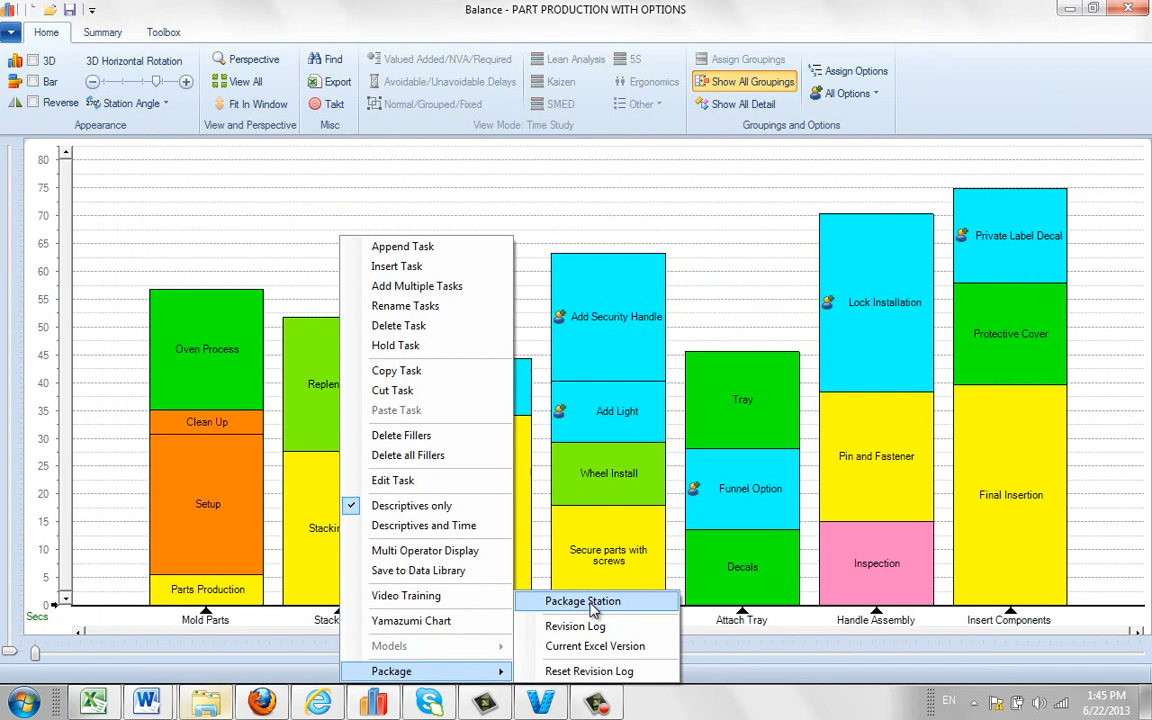 Balance - PART PRODUCTION WITH OPTIONS
Home Summary Toolbox
3D
Bar
Reverse
3D Horizontal Rotation
Station Angle
Appearance
Perspective
View All
Fit In Window
View and Perspective
Find
Export
Takt
Misc
Valued Added/NVA/Required
Avoidable/Unavoidable Delays
Normal/Grouped/Fixed
Lean Analysis
Kaizen
SMED
5S
Ergonomics
Other
View Mode: Time Study
Assign Groupings
Show All Groupings
Show All Detail
Assign Options
All Options
Groupings and Options
80
75
70
65
60
55
50
45
40
35
30
25
20
15
10
5
0
Secs
Oven Process
Clean Up
Setup
Parts Production
Mold Parts
Replen
Stackin
Stack
Append Task
Insert Task
Add Multiple Tasks
Rename Tasks
Delete Task
Hold Task
Copy Task
Cut Task
Paste Task
Delete Fillers
Delete all Fillers
Edit Task
Descriptives only
Descriptives and Time
Multi Operator Display
Save to Data Library
Video Training
Yamazumi Chart
Models
Package
Package Station
Revision Log
Current Excel Version
Reset Revision Log
Add Security Handle
Add Light
Wheel Install
Secure parts with
screws
Tray
Funnel Option
Decals
Attach Tray
Lock Installation
Pin and Fastener
Inspection
Handle Assembly
Private Label Decal
Protective Cover
Final Insertion
Insert Components
EN
1:45 PM
6/22/2013